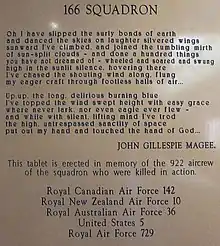 166 SQUADRON
Oh I have slipped the surly bonds of earth
and danced the skies on laughter silvered wings
sunward I've climbed, and joined the tumbling mirth
of sun-split clouds - and done a hundred things
you have not dreamed of - wheeled and soared and swung
high in the sunlit silence, hovering there
I've chased the shouting wind along, flung
my eager craft through footless halls of air...
Up,up, the long, delirious burning blue
I've topped the wind swept height with easy grace
where never lark, nor even eagle ever flew -
and while with silent, lifting mind I've trod
the high, untrespassed sanctity of space
put out my hand and touched the hand of God...
JOHN GILLESPIE MAGEE.
This tablet is erected in memory of the 922 aircrew
of the squadron who were killed in action.
Royal Canadian Air Force 142
Royal New Zealand Air Force 10
Royal Australian Air Force 36
United States 5
Royal Air Force 729